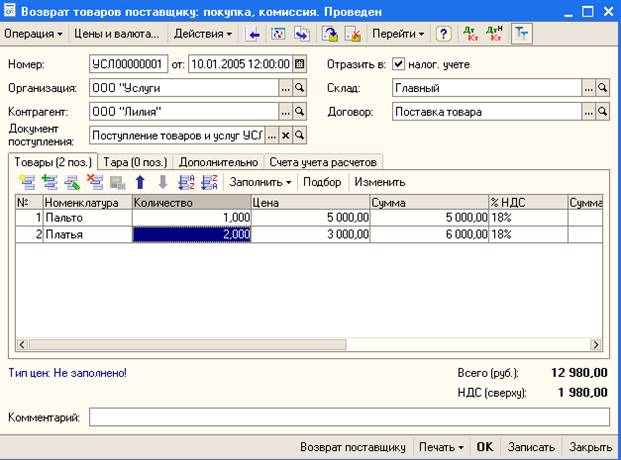 Возврат товаров поставщику: покупка, комиссия. Проведен
Операция Цены и валюта... Действия Перейти ? Дт Кт Дт Н Кт Тт
Номер: УСЛ00000001 от: 10.01.2005 12:00:00 Отразить в: налог. учете
Организация: ООО "Услуги ... Склад: Главный ...
Контрагент: ООО "Лилия" ... Договор: Поставка товара ...
Документ поступления: Поступление товаров и услуг УСЛ ...
Товары (2 поз.) Тара (0 поз.) Дополнительно Счета учета расчетов
Заполнить Подбор Изменить
№ Номенклатура Количество Цена Сумма % НДС Сумма
1 Пальто 1,000 5 000,00 5 000,00 18%
2 Платья 2,000 3 000,00 6 000,00 18%
Тип цен: Не заполнено! Всего (руб.): 12 980,00
НДС (сверху): 1 980,00
Комментарий:
Возврат поставщику Печать OK Записать Закрыть